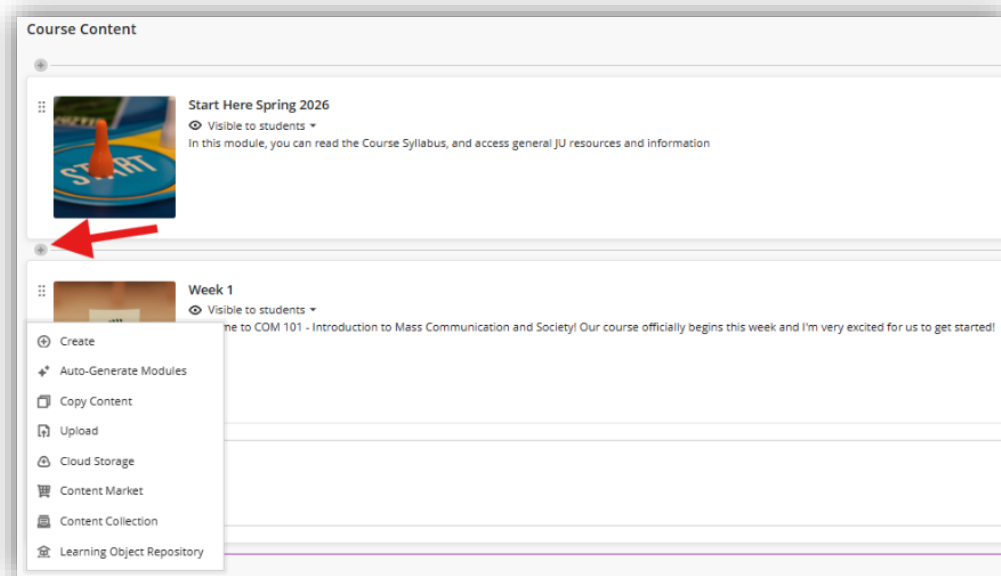 Course Content
START
Start Here Spring 2026
Visible to students
In this module, you can read the Course Syllabus, and access general JU resources and information
Week 1
Visible to students
me to COM 101 - Introduction to Mass Communication and Society! Our course officially begins this week and I'm very excited for us to get started!
Create
Auto-Generate Modules
Copy Content
Upload
Cloud Storage
Content Market
Content Collection
Learning Object Repository